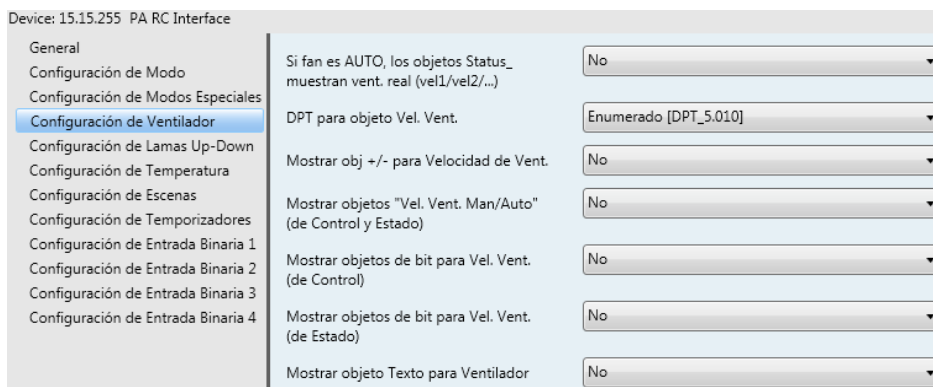 Device: 15.15.255 PA RC Interface
General
Configuración de Modo
Configuración de Modos Especiales
Configuración de Ventilador
Configuración de Lamas Up-Down
Configuración de Temperatura
Configuración de Escenas
Configuración de Temporizadores
Configuración de Entrada Binaria 1
Configuración de Entrada Binaria 2
Configuración de Entrada Binaria 3
Configuración de Entrada Binaria 4
Si fan es AUTO, los objetos Status_
muestran vent. real (vel1/vel2/...)
No
DPT para objeto Vel. Vent.
Enumerado [DPT_5.010]
Mostrar obj +/- para Velocidad de Vent.
No
Mostrar objetos "Vel. Vent. Man/Auto"
(de Control y Estado)
No
Mostrar objetos de bit para Vel. Vent.
(de Control)
No
Mostrar objetos de bit para Vel. Vent.
(de Estado)
No
Mostrar objeto Texto para Ventilador
No